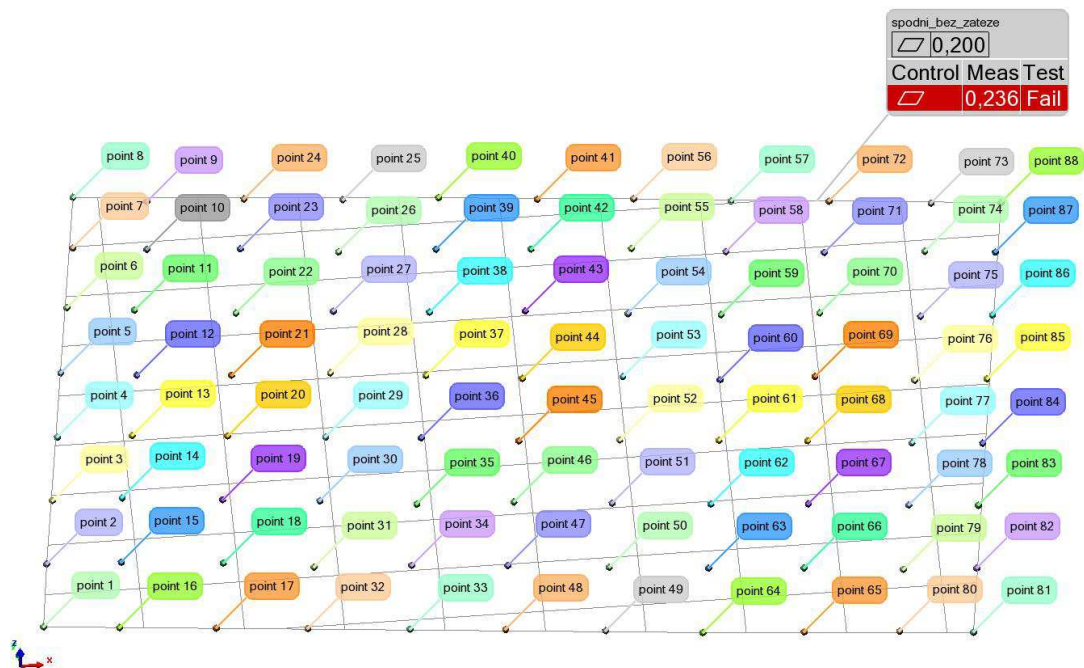 spodni_bez_zateze
0,200
Control Meas Test
0,236 Fail
point 8 point 9 point 24 point 25 point 40 point 41 point 56 point 57 point 72 point 73 point 88
point 7 point 10 point 23 point 26 point 39 point 42 point 55 point 58 point 71 point 74 point 87
point 6 point 11 point 22 point 27 point 38 point 43 point 54 point 59 point 70 point 75 point 86
point 5 point 12 point 21 point 28 point 37 point 44 point 53 point 60 point 69 point 76 point 85
point 4 point 13 point 20 point 29 point 36 point 45 point 52 point 61 point 68 point 77 point 84
point 3 point 14 point 19 point 30 point 35 point 46 point 51 point 62 point 67 point 78 point 83
point 2 point 15 point 18 point 31 point 34 point 47 point 50 point 63 point 66 point 79 point 82
point 1 point 16 point 17 point 32 point 33 point 48 point 49 point 64 point 65 point 80 point 81
z
x